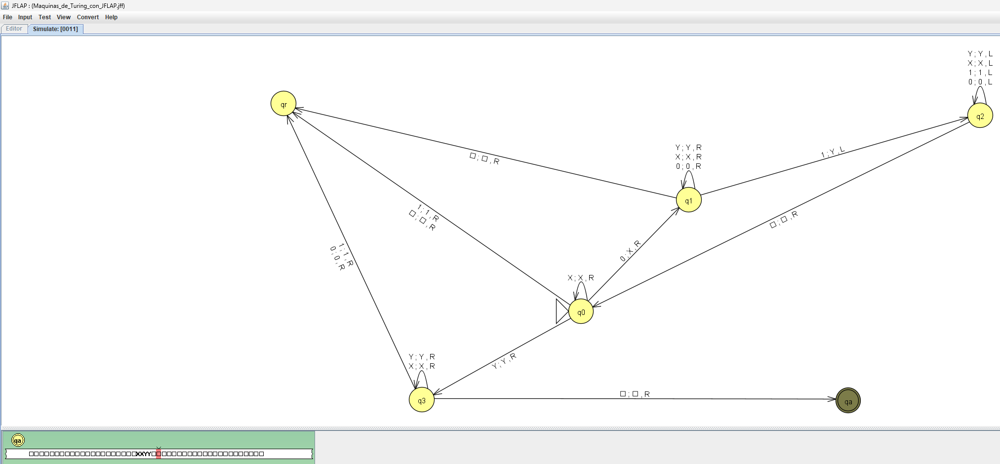 JFLAP : (Maquinas_de_Turing_con_JFLAP.jff)
File Input Test View Convert Help
Editor Simulate: [0011]
Y ; Y , L
X ; X , L
1 ; 1 , L
0 ; 0 , L
qr
q2
Y ; Y , R
X ; X , R
0 ; 0 , R
□ ; □ , R
1 ; Y , L
q1
1 ; 1 , R
□ ; □ , R
□ ; □ , R
1 ; 1 , R
0 ; 0 , R
0 ; X , R
X ; X , R
q0
Y ; Y , R
X ; X , R
Y ; Y , R
q3
□ ; □ , R
qa
qa
□□□□□□□□□□□□□□□□□□□□□XXYY□□□□□□□□□□□□□□□□□□□□□□